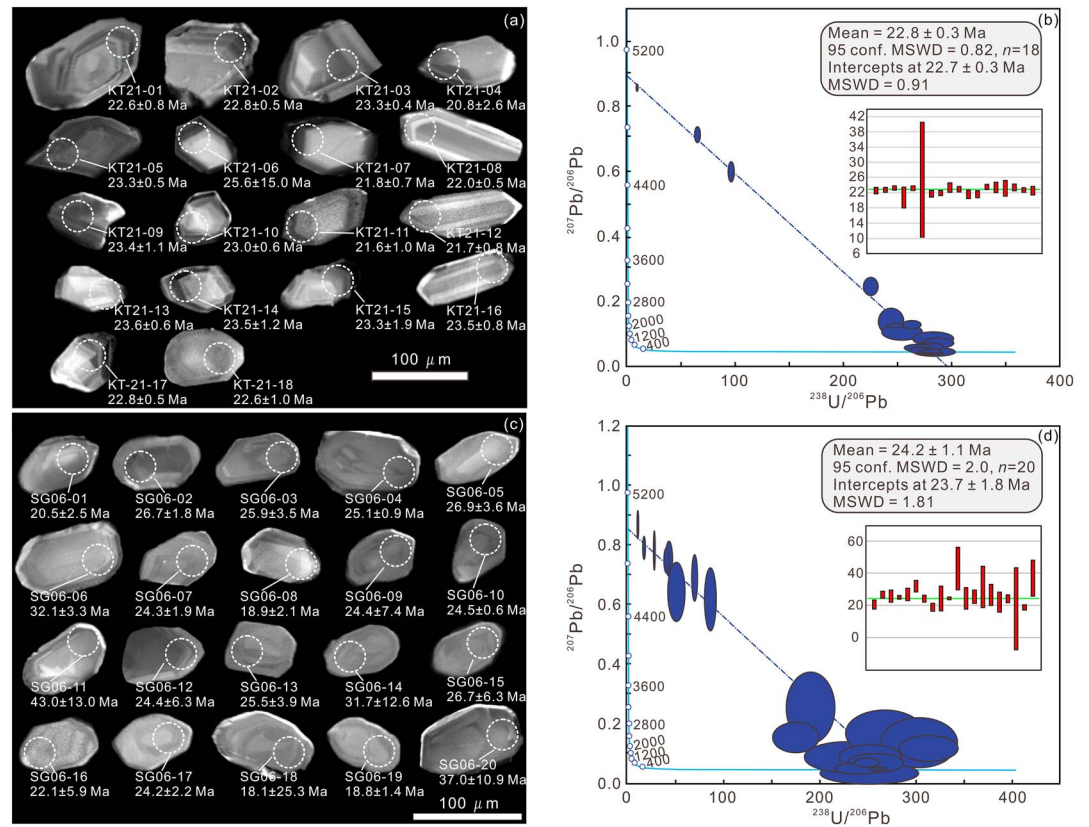 (a)
KT21-01
22.6±0.8 Ma
KT21-02
22.8±0.5 Ma
KT21-03
23.3±0.4 Ma
KT21-04
20.8±2.6 Ma
KT21-05
23.3±0.5 Ma
KT21-06
25.6±15.0 Ma
KT21-07
21.8±0.7 Ma
KT21-08
22.0±0.5 Ma
KT21-09
23.4±1.1 Ma
KT21-10
23.0±0.6 Ma
KT21-11
21.6±1.0 Ma
KT21-12
21.7±0.8 Ma
KT21-13
23.6±0.6 Ma
KT21-14
23.5±1.2 Ma
KT21-15
23.3±1.9 Ma
KT21-16
23.5±0.8 Ma
KT-21-17
22.8±0.5 Ma
KT-21-18
22.6±1.0 Ma
100 μm
(b)
Mean = 22.8 ± 0.3 Ma
95 conf. MSWD = 0.82, n=18
Intercepts at 22.7 ± 0.3 Ma
MSWD = 0.91
42
38
34
30
26
22
18
14
10
6
1.0
0.8
0.6
0.4
0.2
0.0
5200
4400
3600
2800
2000
1200
400
0
100
200
300
400
²⁰⁷Pb/²⁰⁶Pb
²³⁸U/²⁰⁶Pb
(c)
SG06-01
20.5±2.5 Ma
SG06-02
26.7±1.8 Ma
SG06-03
25.9±3.5 Ma
SG06-04
25.1±0.9 Ma
SG06-05
26.9±3.6 Ma
SG06-06
32.1±3.3 Ma
SG06-07
24.3±1.9 Ma
SG06-08
18.9±2.1 Ma
SG06-09
24.4±7.4 Ma
SG06-10
24.5±0.6 Ma
SG06-11
43.0±13.0 Ma
SG06-12
24.4±6.3 Ma
SG06-13
25.5±3.9 Ma
SG06-14
31.7±12.6 Ma
SG06-15
26.7±6.3 Ma
SG06-16
22.1±5.9 Ma
SG06-17
24.2±2.2 Ma
SG06-18
18.1±25.3 Ma
SG06-19
18.8±1.4 Ma
SG06-20
37.0±10.9 Ma
100 μm
(d)
Mean = 24.2 ± 1.1 Ma
95 conf. MSWD = 2.0, n=20
Intercepts at 23.7 ± 1.8 Ma
MSWD = 1.81
60
40
20
0
1.2
1.0
0.8
0.6
0.4
0.2
0.0
5200
4400
3600
2800
2000
1200
400
0
100
200
300
400
²⁰⁷Pb/²⁰⁶Pb
²³⁸U/²⁰⁶Pb